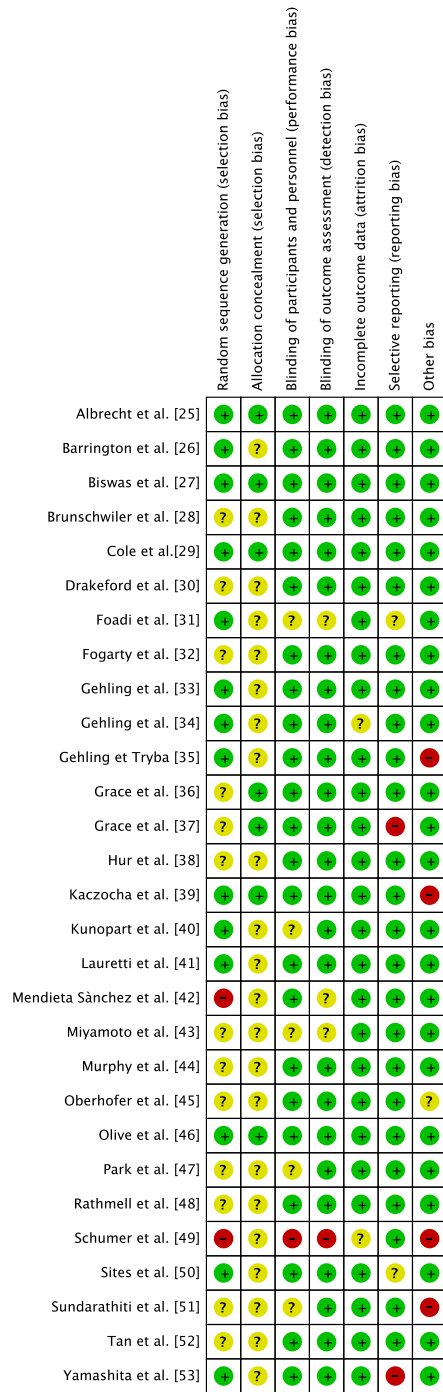 Random sequence generation (selection bias)
Allocation concealment (selection bias)
Blinding of participants and personnel (performance bias)
Blinding of outcome assessment (detection bias)
Incomplete outcome data (attrition bias)
Selective reporting (reporting bias)
Other bias
Albrecht et al. [25] + + + + + + +
Barrington et al. [26] + ? + + + + +
Biswas et al. [27] + + + + + + +
Brunschwiler et al. [28] ? ? + + + + +
Cole et al.[29] + + + + + + +
Drakeford et al. [30] ? ? + + + + +
Foadi et al. [31] + ? ? ? + ? +
Fogarty et al. [32] ? ? + + + + +
Gehling et al. [33] + ? + + + + +
Gehling et al. [34] + ? + + ? + +
Gehling et Tryba [35] + ? + + + + -
Grace et al. [36] ? + + + + + +
Grace et al. [37] ? + + + + - +
Hur et al. [38] ? ? + + + + +
Kaczocha et al. [39] + + + + + + -
Kunopart et al. [40] + ? ? + + + +
Lauretti et al. [41] + ? + + + + +
Mendieta Sànchez et al. [42] - ? + ? + + +
Miyamoto et al. [43] ? ? ? ? + + +
Murphy et al. [44] ? ? + + + + +
Oberhofer et al. [45] ? ? + + + + ?
Olive et al. [46] + + + + + + +
Park et al. [47] ? ? ? + + + +
Rathmell et al. [48] ? ? + + + + +
Schumer et al. [49] - ? - - ? + -
Sites et al. [50] + ? + + + ? +
Sundarathiti et al. [51] ? ? ? + + + -
Tan et al. [52] ? ? + + + + +
Yamashita et al. [53] + ? + + + - +